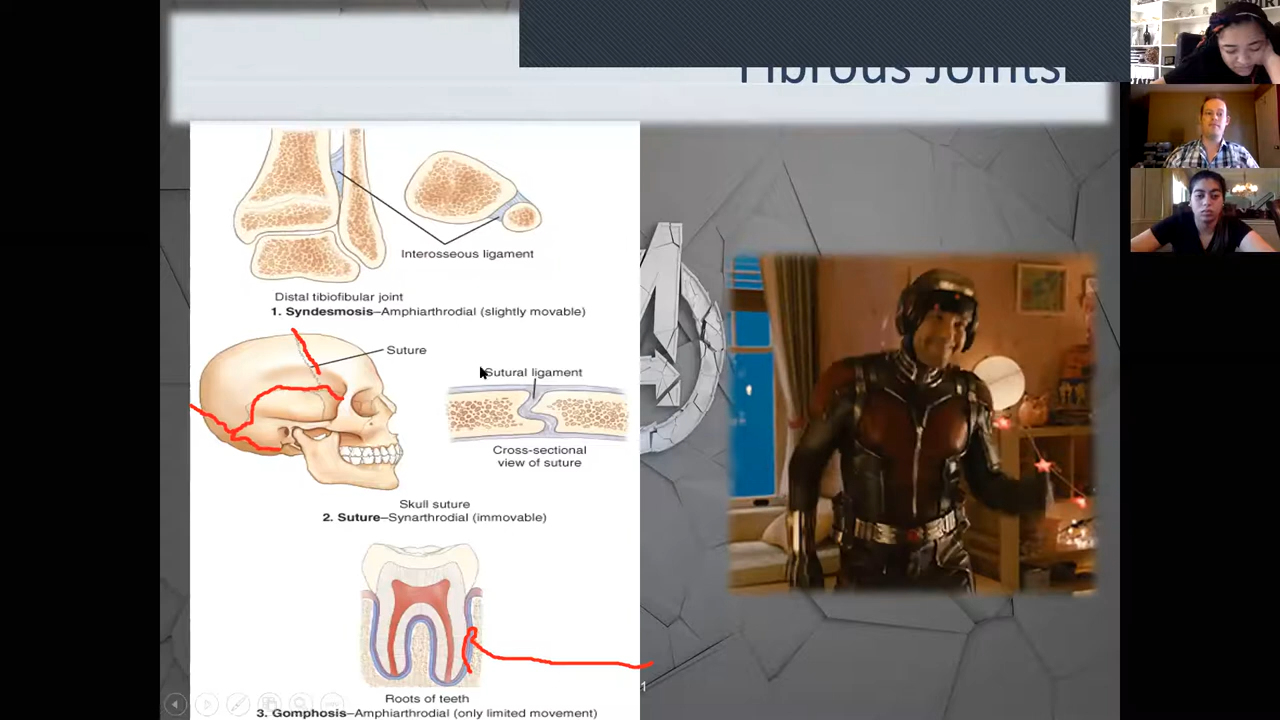 Fibrous Joints
Interosseous ligament
Distal tibiofibular joint
1. Syndesmosis–Amphiarthrodial (slightly movable)
Suture
Sutural ligament
Cross-sectional
view of suture
Skull suture
2. Suture–Synarthrodial (immovable)
Roots of teeth
3. Gomphosis–Amphiarthrodial (only limited movement)
1